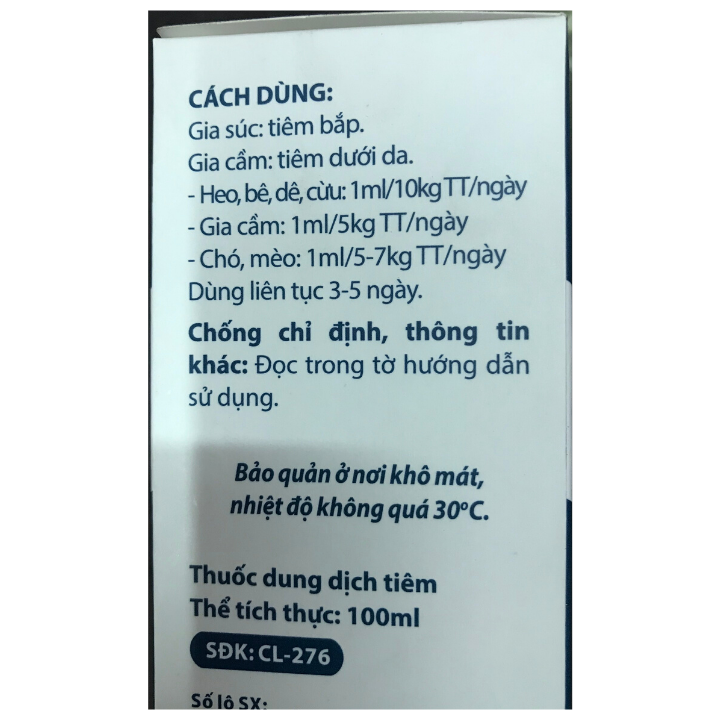 CÁCH DÙNG:
Gia súc: tiêm bắp.
Gia cầm: tiêm dưới da.
- Heo, bê, dê, cừu: 1ml/10kg TT/ngày
- Gia cầm: 1ml/5kg TT/ngày
- Chó, mèo: 1ml/5-7kg TT/ngày
Dùng liên tục 3-5 ngày.
Chống chỉ định, thông tin
khác: Đọc trong tờ hướng dẫn
sử dụng.
Bảo quản ở nơi khô mát,
nhiệt độ không quá 30°C.
Thuốc dung dịch tiêm
Thể tích thực: 100ml
SĐK: CL-276
Số lô SX: